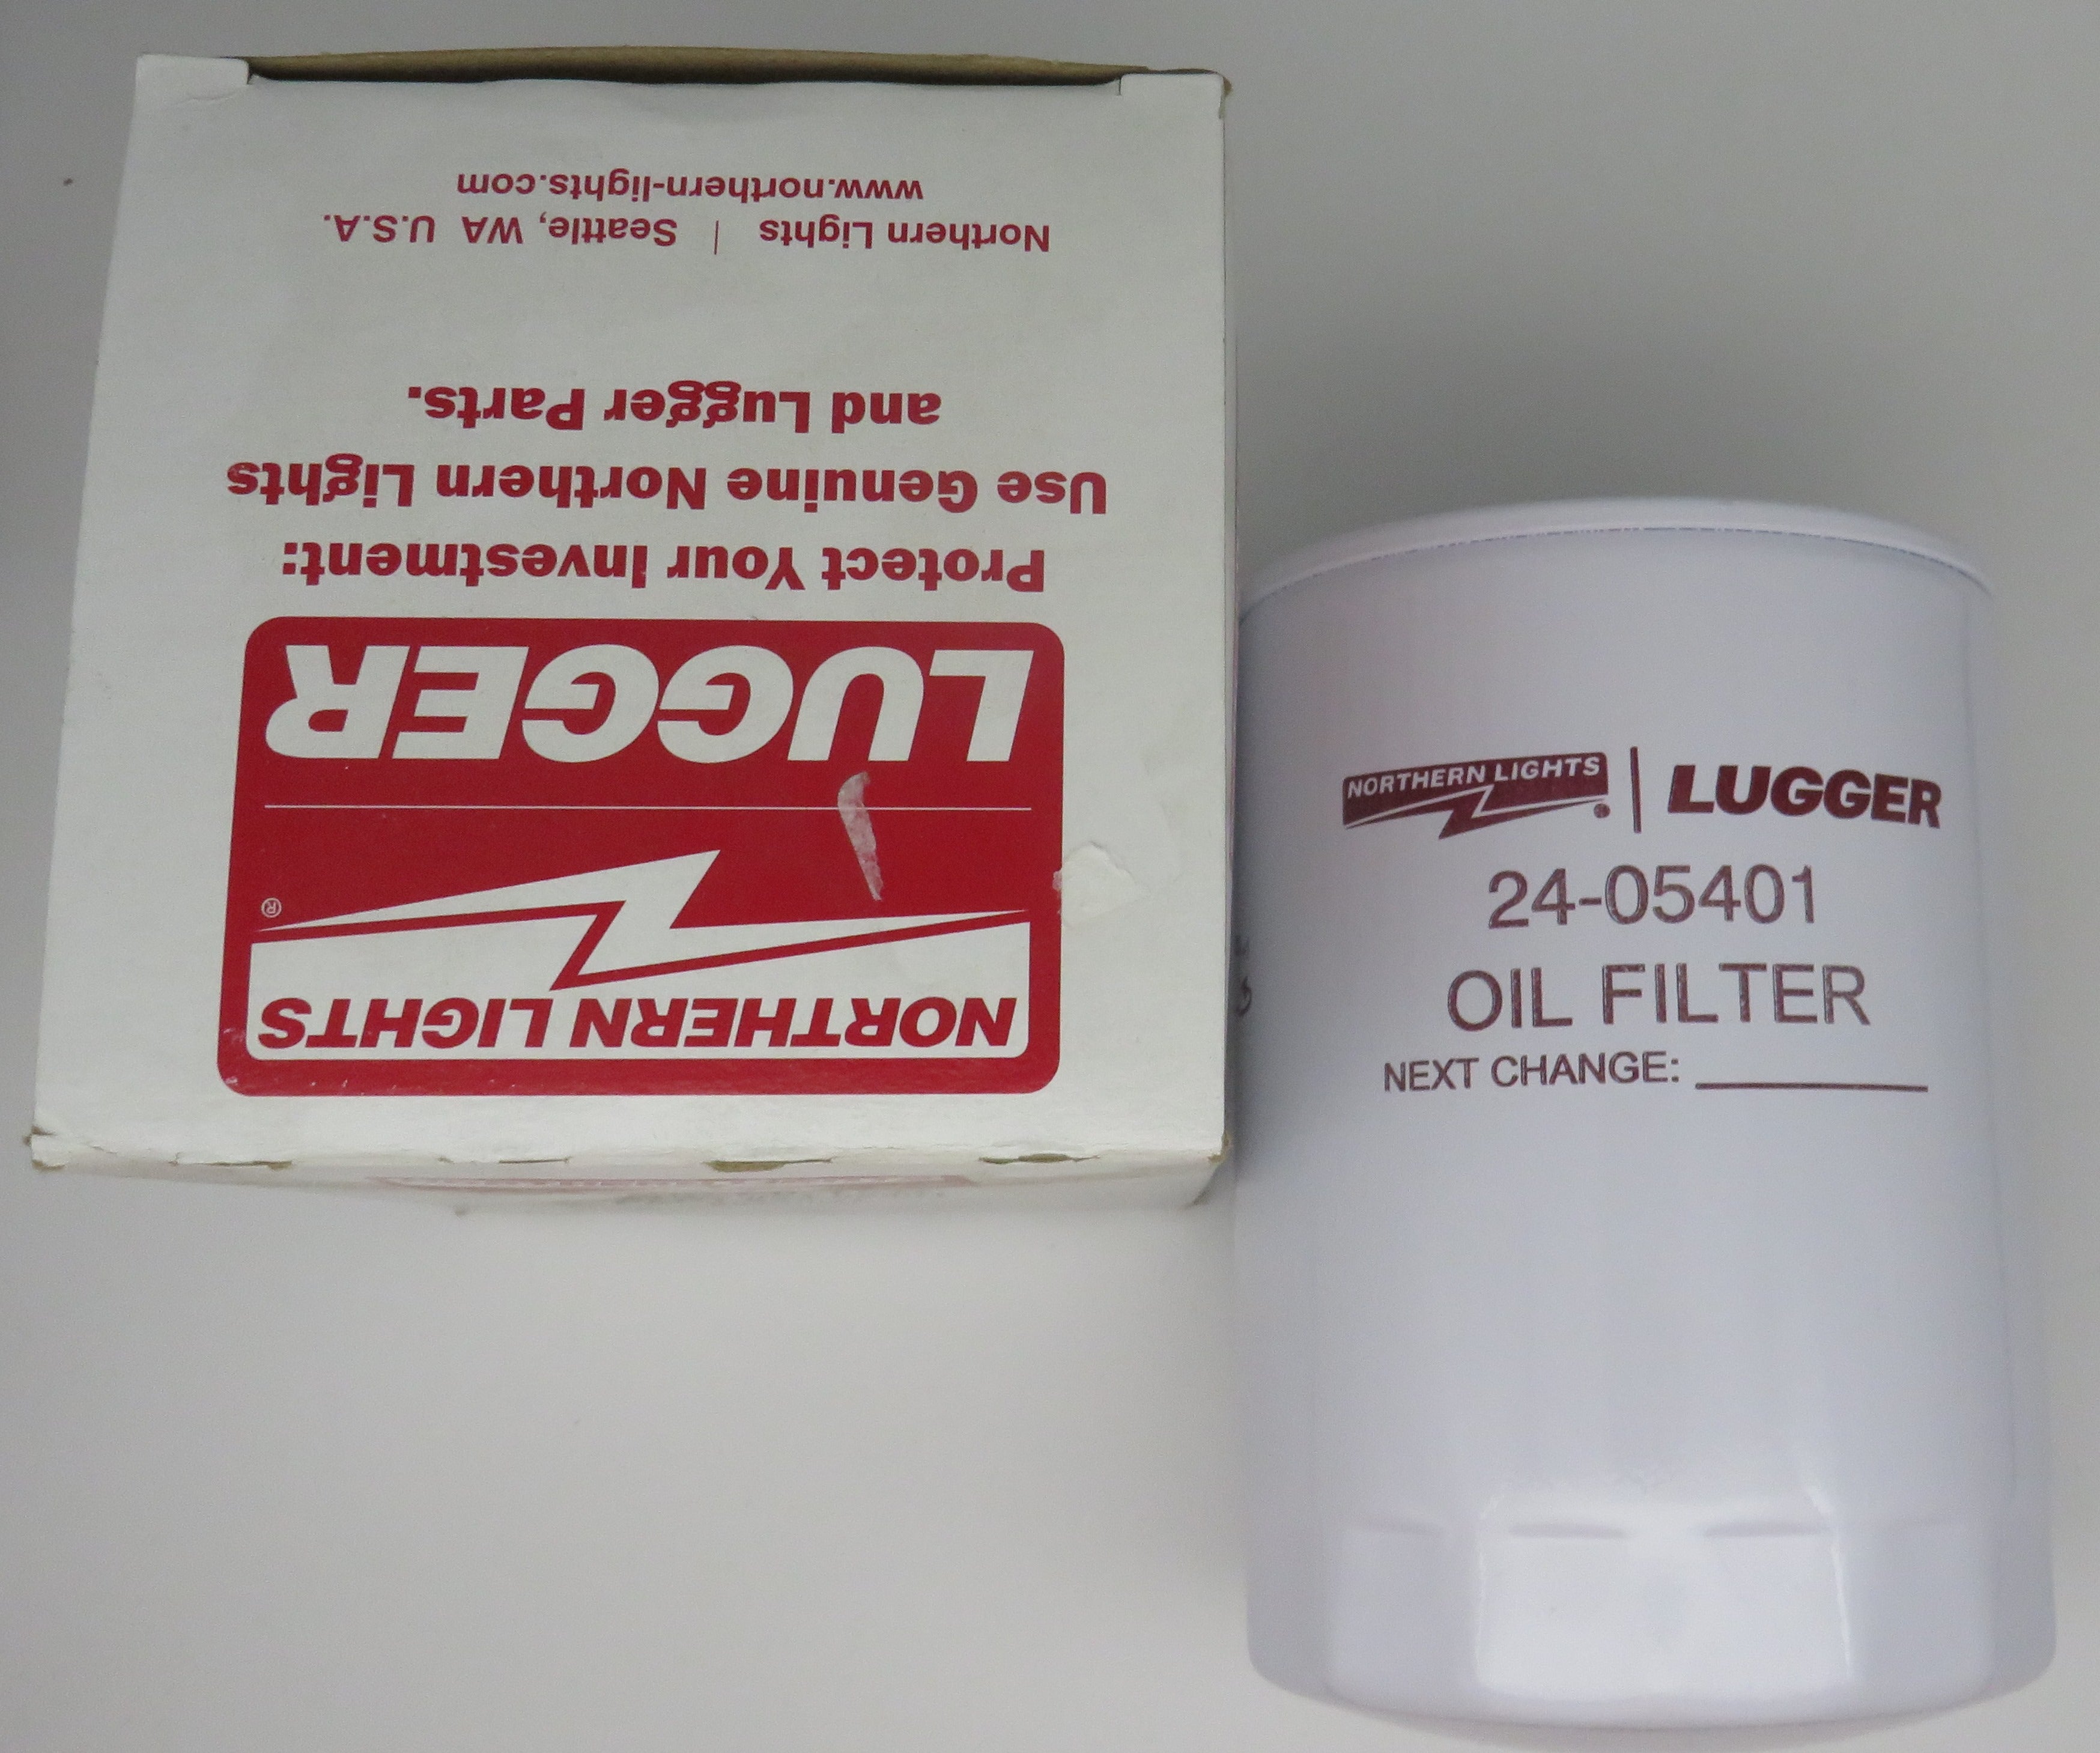 NORTHERN LIGHTS
®
LUGGER
Protect Your Investment:
Use Genuine Northern Lights
and Lugger Parts.
Northern Lights | Seattle, WA U.S.A.
www.northern-lights.com
NORTHERN LIGHTS ® | LUGGER
24-05401
OIL FILTER
NEXT CHANGE: